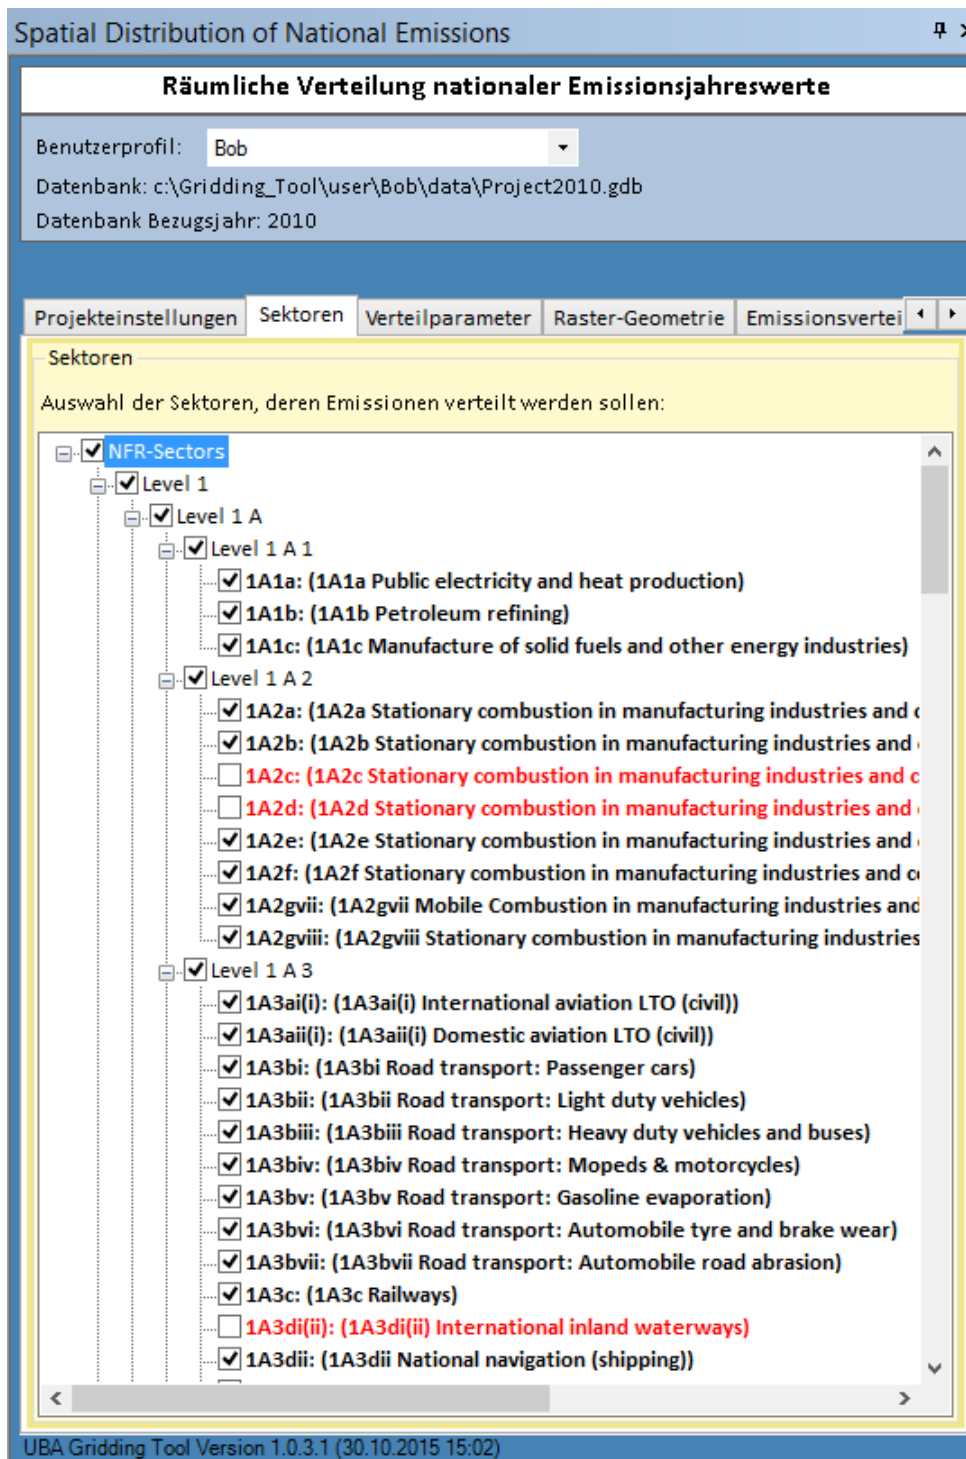 Spatial Distribution of National Emissions
Räumliche Verteilung nationaler Emissionsjahreswerte
Benutzerprofil: Bob
Datenbank: c:\Gridding_Tool\user\Bob\data\Project2010.gdb
Datenbank Bezugsjahr: 2010
Projekteinstellungen Sektoren Verteilparameter Raster-Geometrie Emissionsvertei
Sektoren
Auswahl der Sektoren, deren Emissionen verteilt werden sollen:
NFR-Sectors
Level 1
Level 1 A
Level 1 A 1
1A1a: (1A1a Public electricity and heat production)
1A1b: (1A1b Petroleum refining)
1A1c: (1A1c Manufacture of solid fuels and other energy industries)
Level 1 A 2
1A2a: (1A2a Stationary combustion in manufacturing industries and c
1A2b: (1A2b Stationary combustion in manufacturing industries and
1A2c: (1A2c Stationary combustion in manufacturing industries and c
1A2d: (1A2d Stationary combustion in manufacturing industries and
1A2e: (1A2e Stationary combustion in manufacturing industries and
1A2f: (1A2f Stationary combustion in manufacturing industries and c
1A2gvii: (1A2gvii Mobile Combustion in manufacturing industries and
1A2gviii: (1A2gviii Stationary combustion in manufacturing industries
Level 1 A 3
1A3ai(i): (1A3ai(i) International aviation LTO (civil))
1A3aii(i): (1A3aii(i) Domestic aviation LTO (civil))
1A3bi: (1A3bi Road transport: Passenger cars)
1A3bii: (1A3bii Road transport: Light duty vehicles)
1A3biii: (1A3biii Road transport: Heavy duty vehicles and buses)
1A3biv: (1A3biv Road transport: Mopeds & motorcycles)
1A3bv: (1A3bv Road transport: Gasoline evaporation)
1A3bvi: (1A3bvi Road transport: Automobile tyre and brake wear)
1A3bvii: (1A3bvii Road transport: Automobile road abrasion)
1A3c: (1A3c Railways)
1A3di(ii): (1A3di(ii) International inland waterways)
1A3dii: (1A3dii National navigation (shipping))
UBA Gridding Tool Version 1.0.3.1 (30.10.2015 15:02)